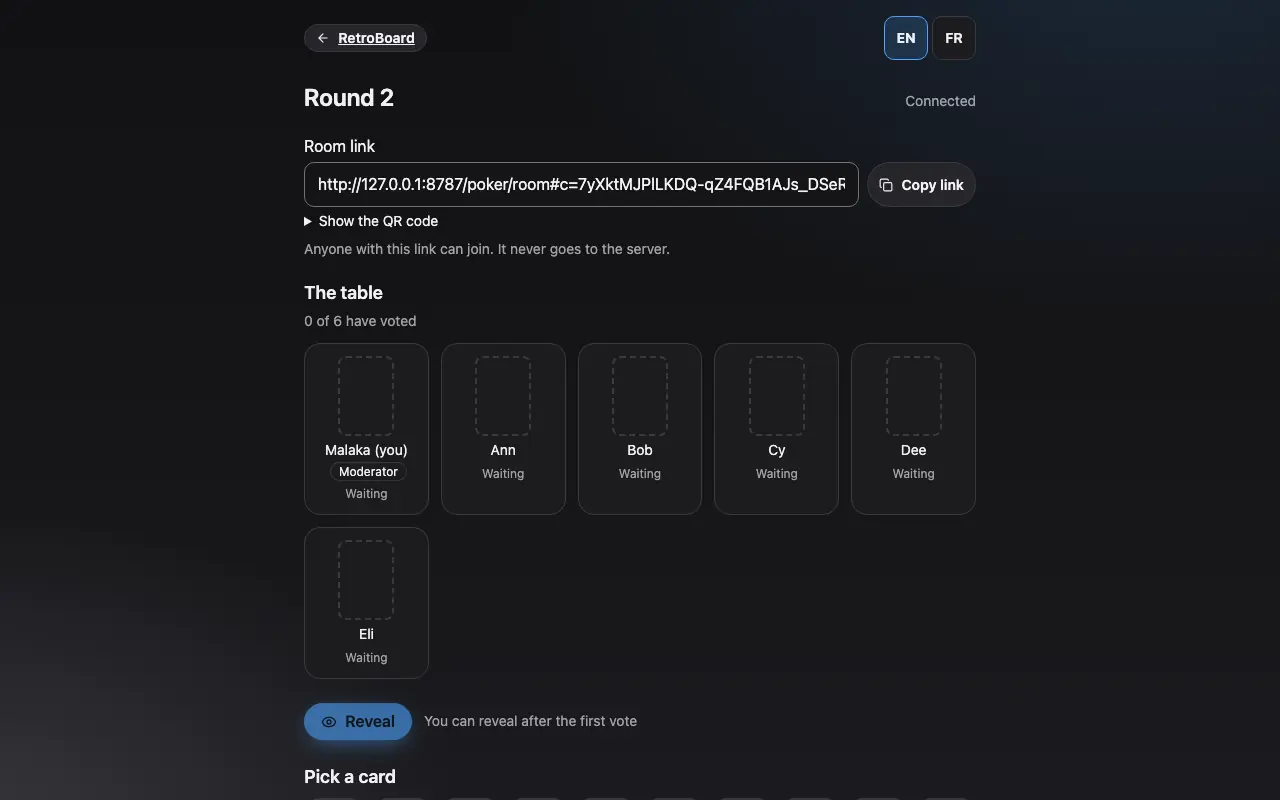 RetroBoard
EN FR
Round 2
Connected
Room link
http://127.0.0.1:8787/poker/room#c=7yXktMJPlLKDQ-qZ4FQB1AJs_DSeR
Copy link
Show the QR code
Anyone with this link can join. It never goes to the server.
The table
0 of 6 have voted
Malaka (you)
Moderator
Waiting
Ann
Waiting
Bob
Waiting
Cy
Waiting
Dee
Waiting
Eli
Waiting
Reveal
You can reveal after the first vote
Pick a card